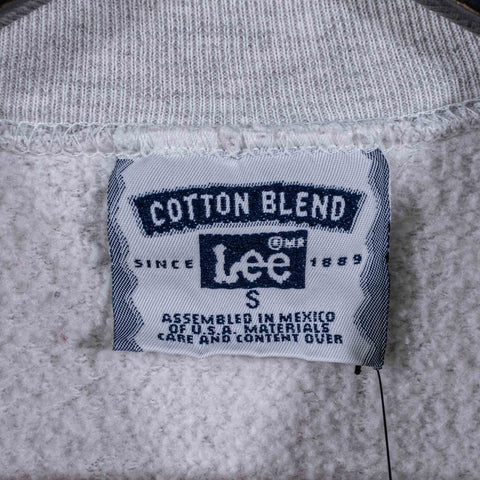 COTTON BLEND
® M.R.
SINCE Lee 1889
S
ASSEMBLED IN MEXICO
OF U.S.A. MATERIALS
CARE AND CONTENT OVER